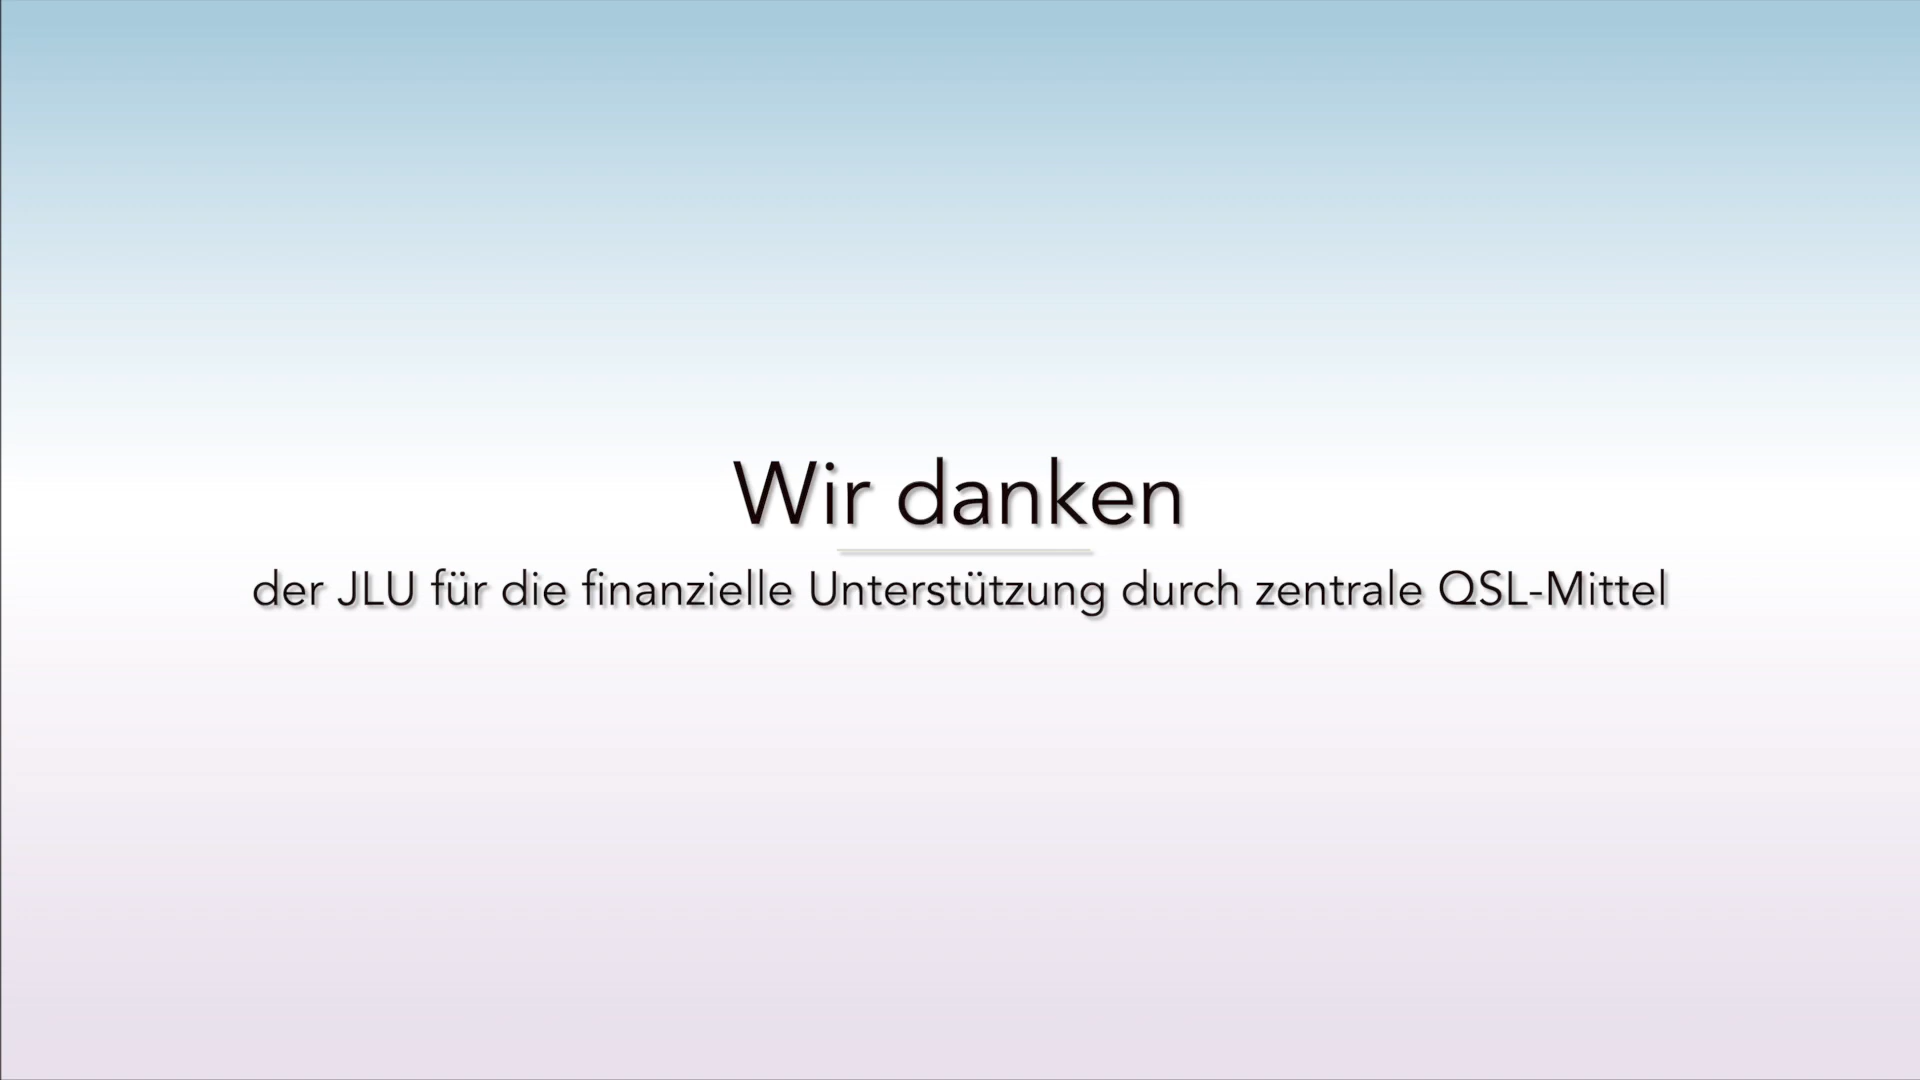 Wir danken
der JLU für die finanzielle Unterstützung durch zentrale QSL-Mittel